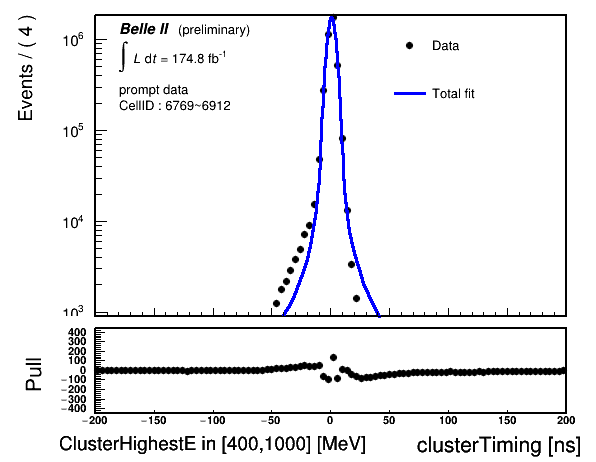 Belle II (preliminary)
∫ L dt = 174.8 fb⁻¹
prompt data
CellID : 6769~6912
Data
Total fit
Events / ( 4 )
10⁶
10⁵
10⁴
10³
Pull
400
300
200
100
0
−100
−200
−300
−400
−200 −150 −100 −50 0 50 100 150 200
ClusterHighestE in [400,1000] [MeV] clusterTiming [ns]